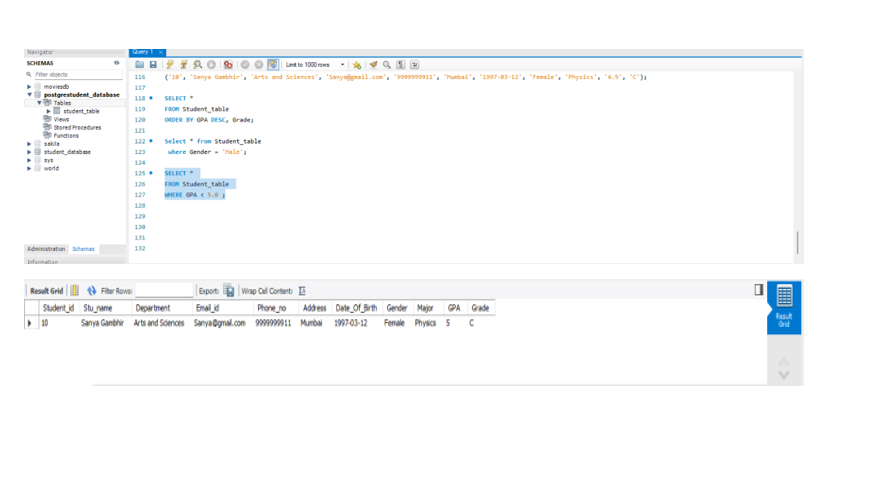 Navigator
Query 1 ×
SCHEMAS
Filter objects
moviesdb
postgrestudent_database
Tables
student_table
Views
Stored Procedures
Functions
sakila
student_database
sys
world
Administration Schemas
Information
Limit to 1000 rows
116 ('10', 'Sanya Gambhir', 'Arts and Sciences', 'Sanya@gmail.com', '9999999911', 'Mumbai', '1997-03-12', 'Female', 'Physics', '4.9', 'C');
117
118 SELECT *
119 FROM Student_table
120 ORDER BY GPA DESC, Grade;
121
122 Select * from Student_table
123 where Gender = 'Male';
124
125 SELECT *
126 FROM Student_table
127 WHERE GPA < 5.0 ;
128
129
130
131
132
Result Grid Filter Rows: Export: Wrap Cell Content:
Student_id Stu_name Department Email_id Phone_no Address Date_Of_Birth Gender Major GPA Grade
10 Sanya Gambhir Arts and Sciences Sanya@gmail.com 9999999911 Mumbai 1997-03-12 Female Physics 5 C
Result
Grid